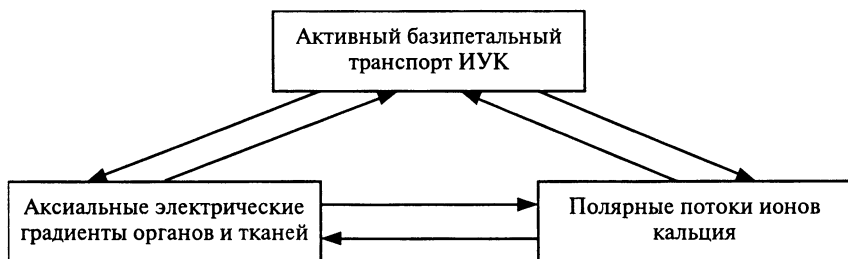 Активный базипетальный
транспорт ИУК
Аксиальные электрические
градиенты органов и тканей
Полярные потоки ионов
кальция